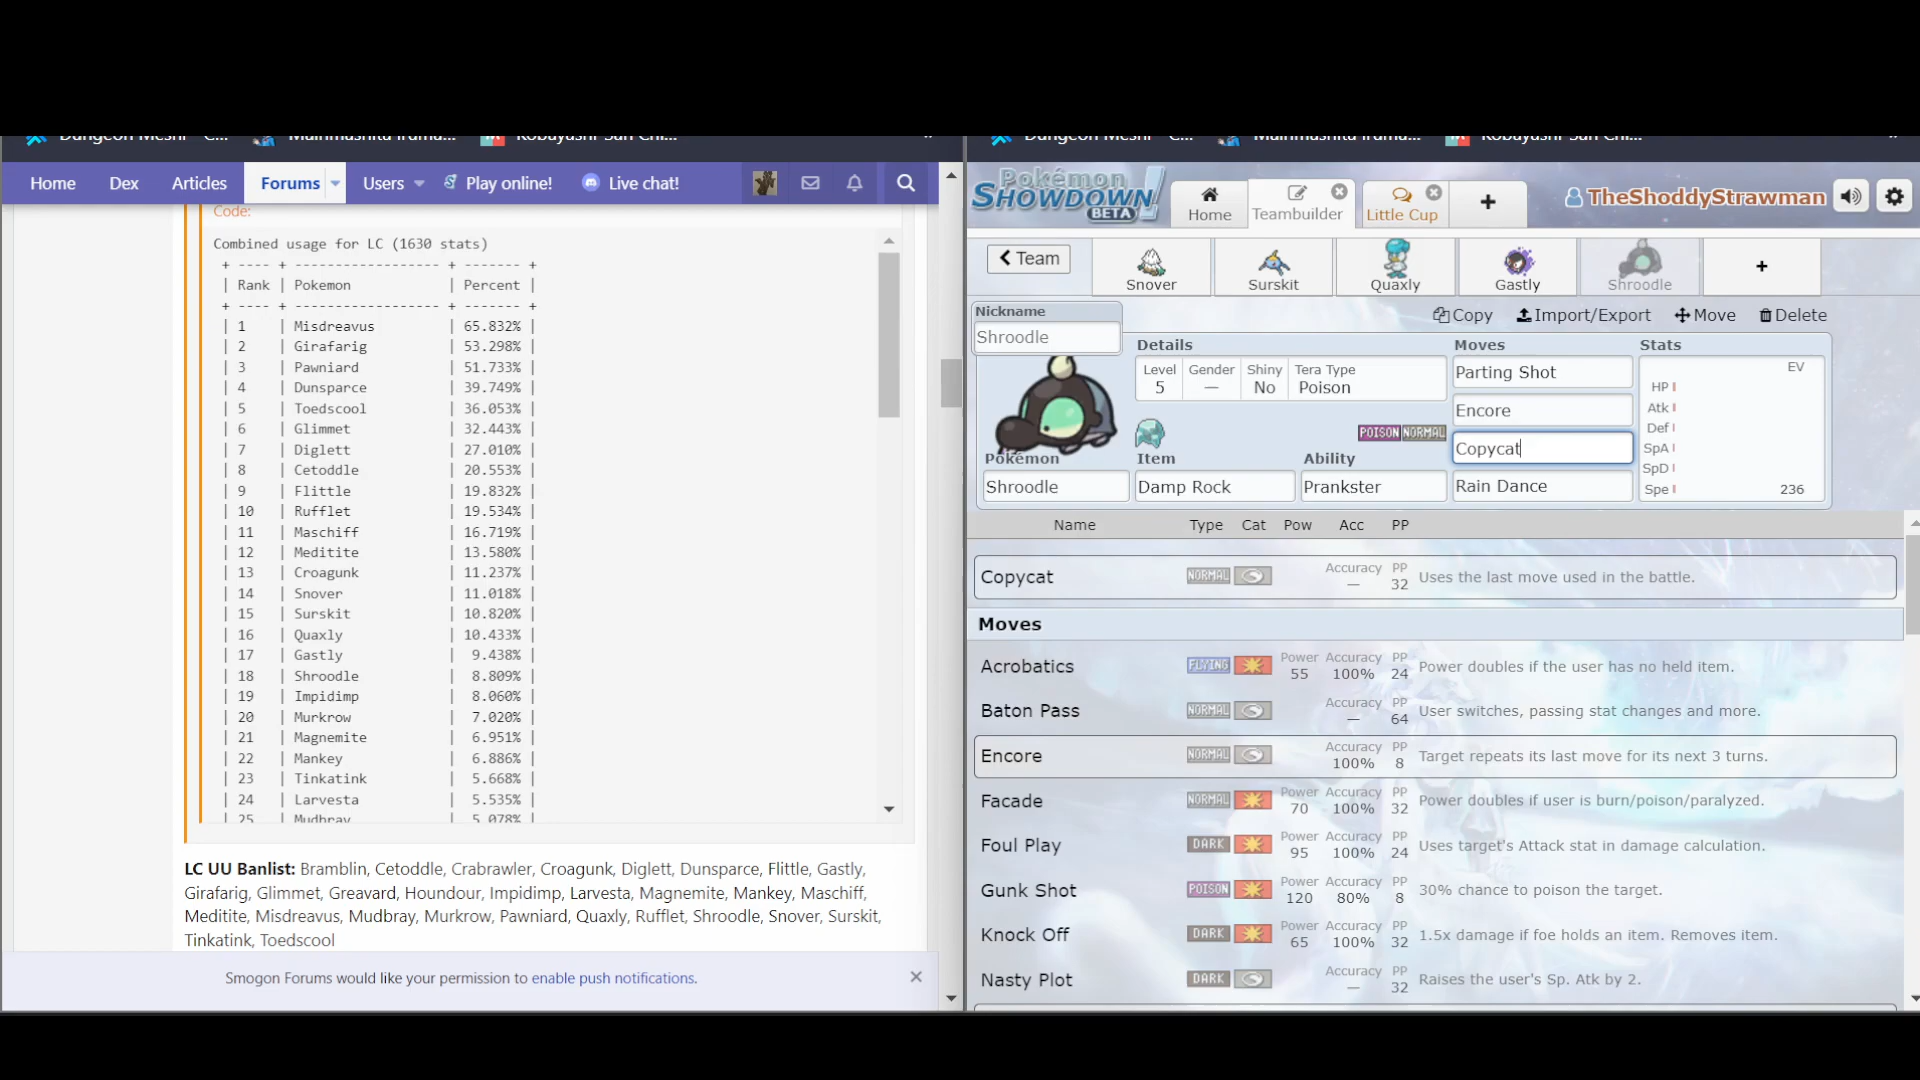 Dungeon Meshi - C... Mairimashita Iruma... Kobayashi San Chi... »
Dungeon Meshi - C... Mairimashita Iruma... Kobayashi San Chi... »
Home Dex Articles Forums Users Play online! Live chat!
Code:
Combined usage for LC (1630 stats)
+ ---- + ------------------ + ------- +
| Rank | Pokemon | Percent |
+ ---- + ------------------ + ------- +
| 1 | Misdreavus | 65.832% |
| 2 | Girafarig | 53.298% |
| 3 | Pawniard | 51.733% |
| 4 | Dunsparce | 39.749% |
| 5 | Toedscool | 36.053% |
| 6 | Glimmet | 32.443% |
| 7 | Diglett | 27.010% |
| 8 | Cetoddle | 20.553% |
| 9 | Flittle | 19.832% |
| 10 | Rufflet | 19.534% |
| 11 | Maschiff | 16.719% |
| 12 | Meditite | 13.580% |
| 13 | Croagunk | 11.237% |
| 14 | Snover | 11.018% |
| 15 | Surskit | 10.820% |
| 16 | Quaxly | 10.433% |
| 17 | Gastly | 9.438% |
| 18 | Shroodle | 8.809% |
| 19 | Impidimp | 8.060% |
| 20 | Murkrow | 7.020% |
| 21 | Magnemite | 6.951% |
| 22 | Mankey | 6.886% |
| 23 | Tinkatink | 5.668% |
| 24 | Larvesta | 5.535% |
| 25 | Mudbray | 5.078% |
LC UU Banlist: Bramblin, Cetoddle, Crabrawler, Croagunk, Diglett, Dunsparce, Flittle, Gastly,
Girafarig, Glimmet, Greavard, Houndour, Impidimp, Larvesta, Magnemite, Mankey, Maschiff,
Meditite, Misdreavus, Mudbray, Murkrow, Pawniard, Quaxly, Rufflet, Shroodle, Snover, Surskit,
Tinkatink, Toedscool
Smogon Forums would like your permission to enable push notifications.
Pokémon
SHOWDOWN!
BETA
Home Teambuilder Little Cup + TheShoddyStrawman
Team Snover Surskit Quaxly Gastly Shroodle +
Nickname
Shroodle
Copy Import/Export Move Delete
Details Moves Stats
Level Gender Shiny Tera Type
5 — No Poison
POISON NORMAL
Pokémon Item Ability
Shroodle Damp Rock Prankster
Parting Shot
Encore
Copycat
Rain Dance
EV
HP
Atk
Def
SpA
SpD
Spe 236
Name Type Cat Pow Acc PP
Copycat NORMAL Accuracy — PP 32 Uses the last move used in the battle.
Moves
Acrobatics FLYING Power 55 Accuracy 100% PP 24 Power doubles if the user has no held item.
Baton Pass NORMAL Accuracy — PP 64 User switches, passing stat changes and more.
Encore NORMAL Accuracy 100% PP 8 Target repeats its last move for its next 3 turns.
Facade NORMAL Power 70 Accuracy 100% PP 32 Power doubles if user is burn/poison/paralyzed.
Foul Play DARK Power 95 Accuracy 100% PP 24 Uses target's Attack stat in damage calculation.
Gunk Shot POISON Power 120 Accuracy 80% PP 8 30% chance to poison the target.
Knock Off DARK Power 65 Accuracy 100% PP 32 1.5x damage if foe holds an item. Removes item.
Nasty Plot DARK Accuracy — PP 32 Raises the user's Sp. Atk by 2.